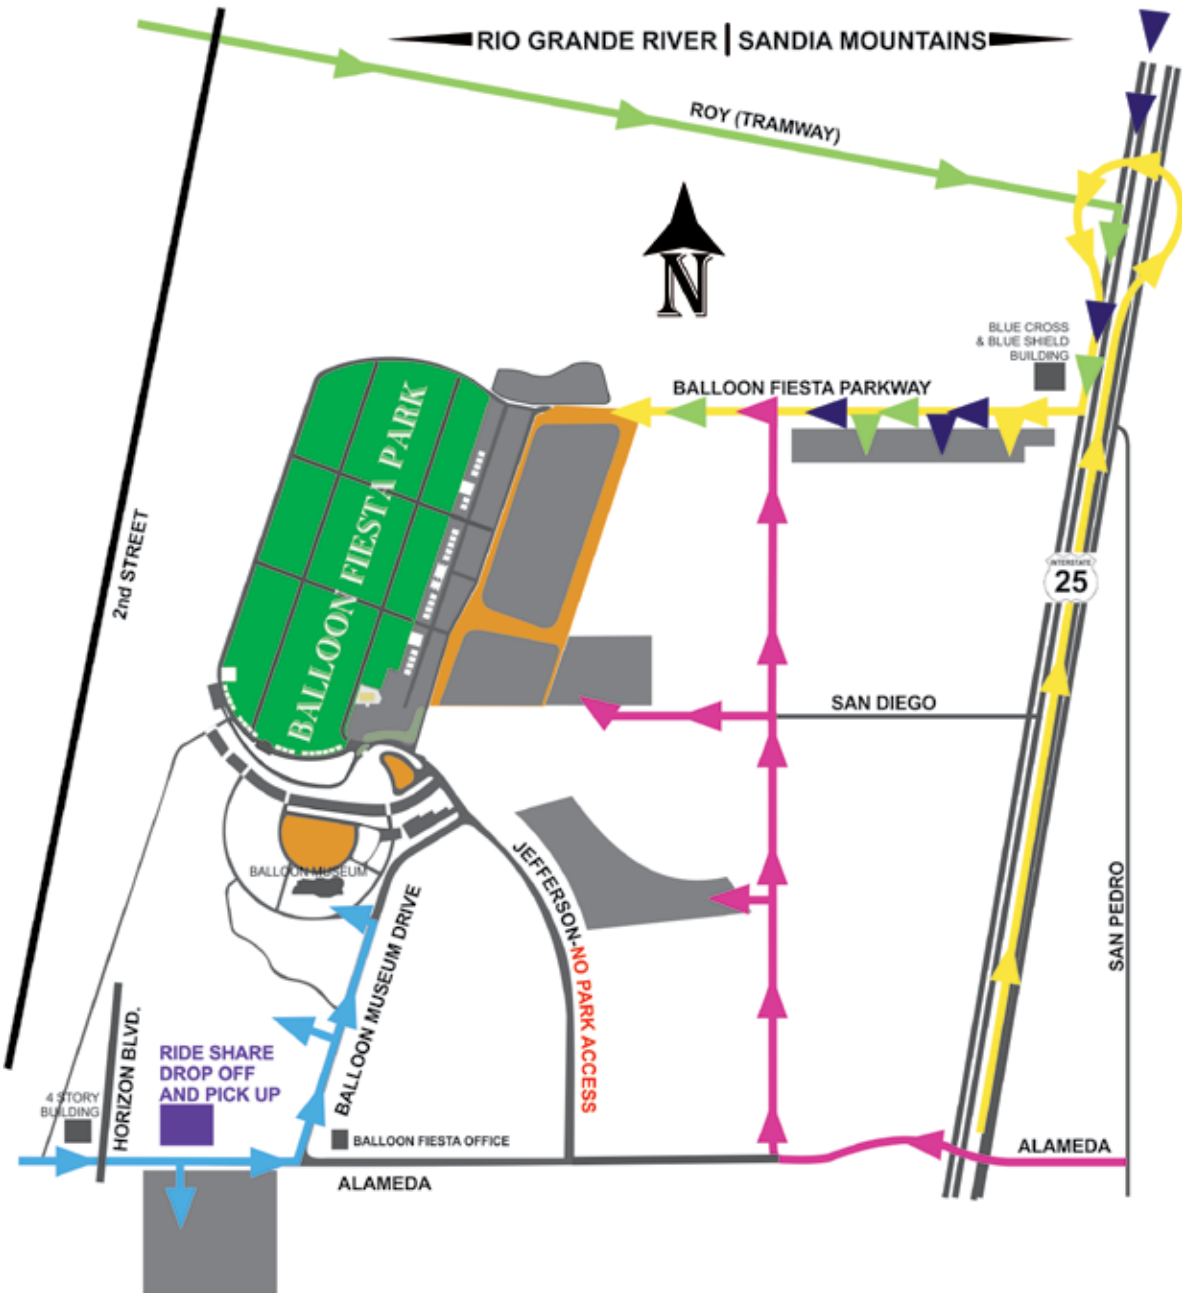 RIO GRANDE RIVER | SANDIA MOUNTAINS
ROY (TRAMWAY)
N
BLUE CROSS
& BLUE SHIELD
BUILDING
BALLOON FIESTA PARKWAY
BALLOON FIESTA PARK
2nd STREET
INTERSTATE
25
SAN DIEGO
BALLOON MUSEUM
JEFFERSON-NO PARK ACCESS
BALLOON MUSEUM DRIVE
SAN PEDRO
HORIZON BLVD.
RIDE SHARE
DROP OFF
AND PICK UP
4 STORY
BUILDING
BALLOON FIESTA OFFICE
ALAMEDA
ALAMEDA